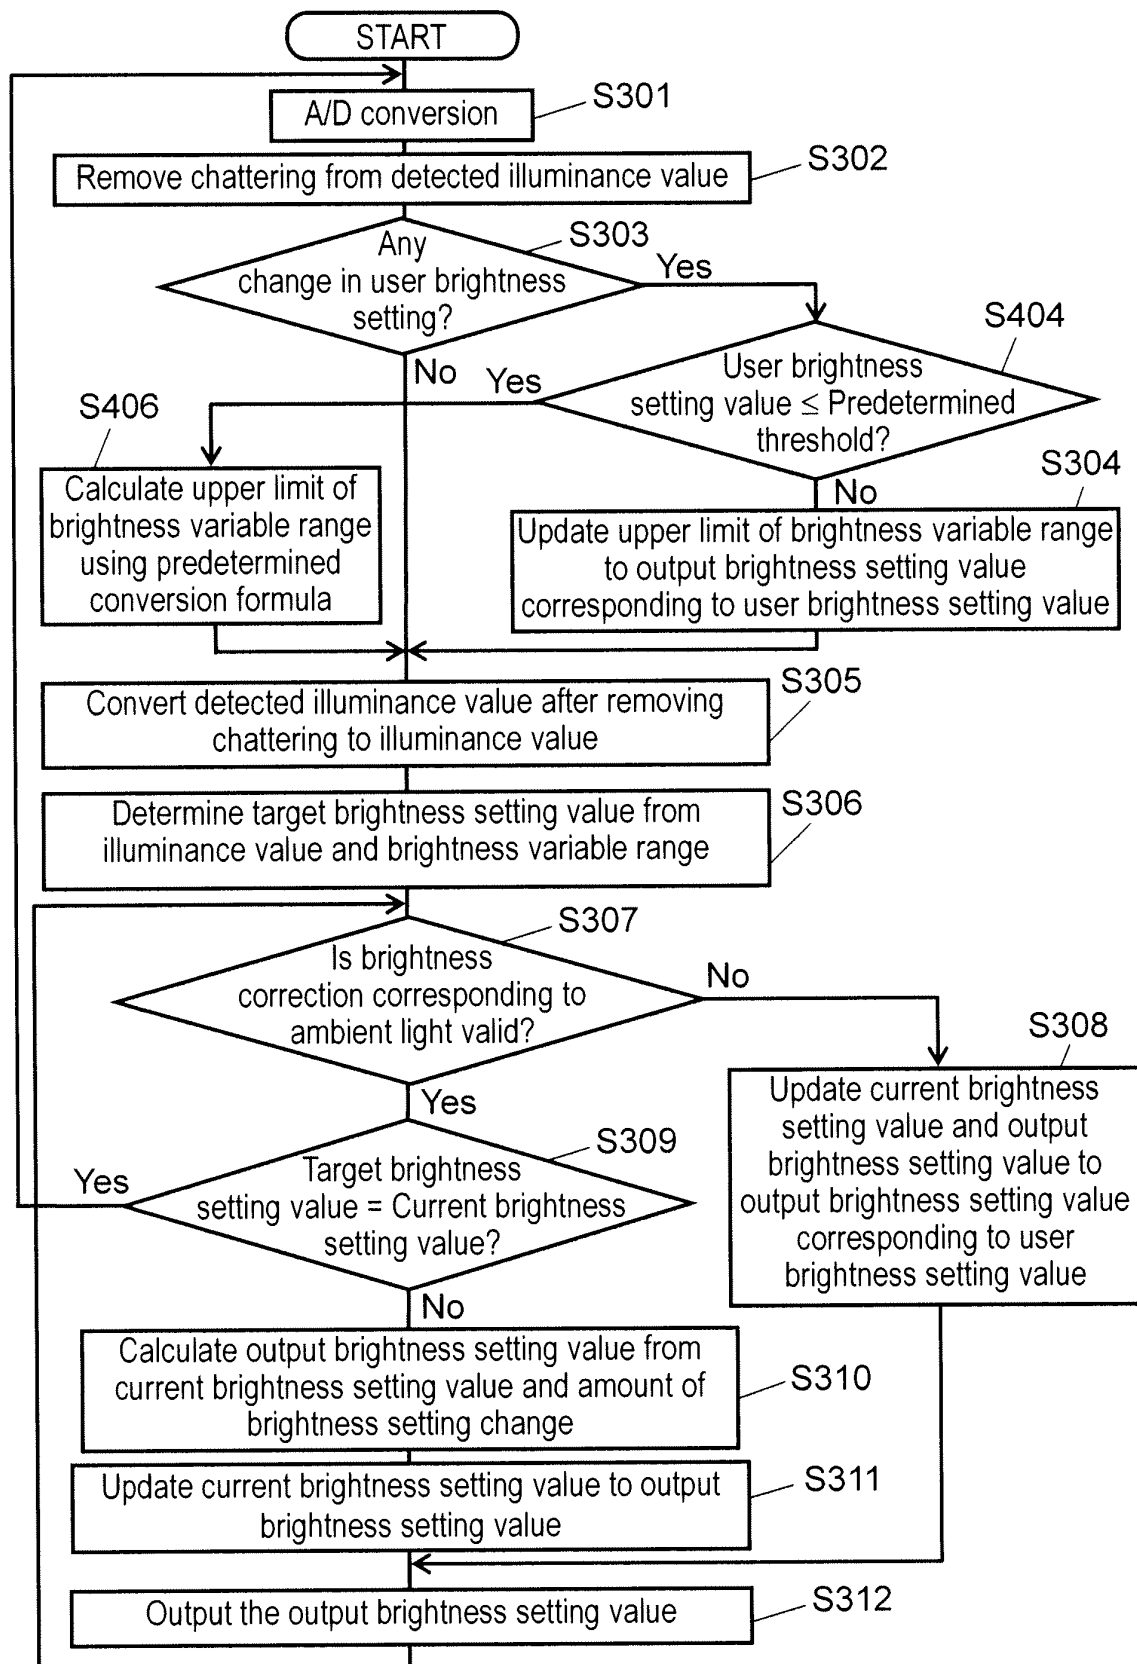 START
A/D conversion
S301
Remove chattering from detected illuminance value
S302
Any
change in user brightness
setting?
S303
Yes
No
User brightness
setting value ≤ Predetermined
threshold?
S404
Yes
No
S406
Calculate upper limit of
brightness variable range
using predetermined
conversion formula
S304
Update upper limit of brightness variable range
to output brightness setting value
corresponding to user brightness setting value
S305
Convert detected illuminance value after removing
chattering to illuminance value
S306
Determine target brightness setting value from
illuminance value and brightness variable range
S307
Is brightness
correction corresponding to
ambient light valid?
No
Yes
S308
Update current brightness
setting value and output
brightness setting value to
output brightness setting value
corresponding to user
brightness setting value
S309
Target brightness
setting value = Current brightness
setting value?
Yes
No
Calculate output brightness setting value from
current brightness setting value and amount of
brightness setting change
S310
Update current brightness setting value to output
brightness setting value
S311
Output the output brightness setting value
S312